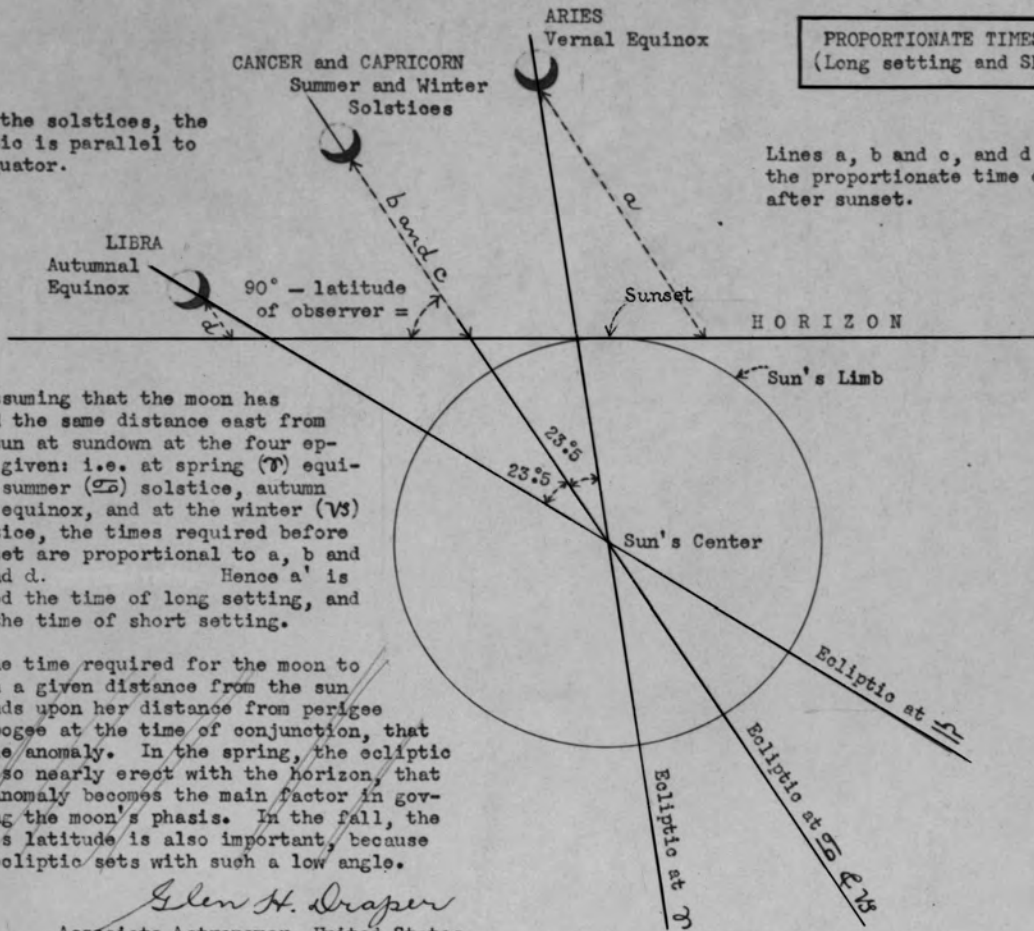 ARIES
Vernal Equinox
PROPORTIONATE TIMES
(Long setting and
CANCER and CAPRICORN
Summer and Winter
Solstices
the solstices, the
ic is parallel to
uator.
Lines a, b and c, and d
the proportionate time
after sunset.
a
b and c
LIBRA
Autumnal
Equinox
d
90° — latitude
of observer =
Sunset
HORIZON
Sun's Limb
suming that the moon has
the same distance east from
un at sundown at the four ep-
given: i.e. at spring (♈) equi-
summer (♋) solstice, autumn
equinox, and at the winter (♑)
ice, the times required before
et are proportional to a, b and
d d. Hence a' is
d the time of long setting, and
he time of short setting.
23°.5
23°.5
Sun's Center
e time required for the moon to
a given distance from the sun
ds upon her distance from perigee
pogee at the time of conjunction, that
e anomaly. In the spring, the ecliptic
so nearly erect with the horizon, that
nomaly becomes the main factor in gov-
g the moon's phasis. In the fall, the
s latitude is also important, because
cliptic sets with such a low angle.
Ecliptic at ♎
Ecliptic at ♋ & ♑
Ecliptic at ♈
Glen H. Draper
Associate Astronomer, United States